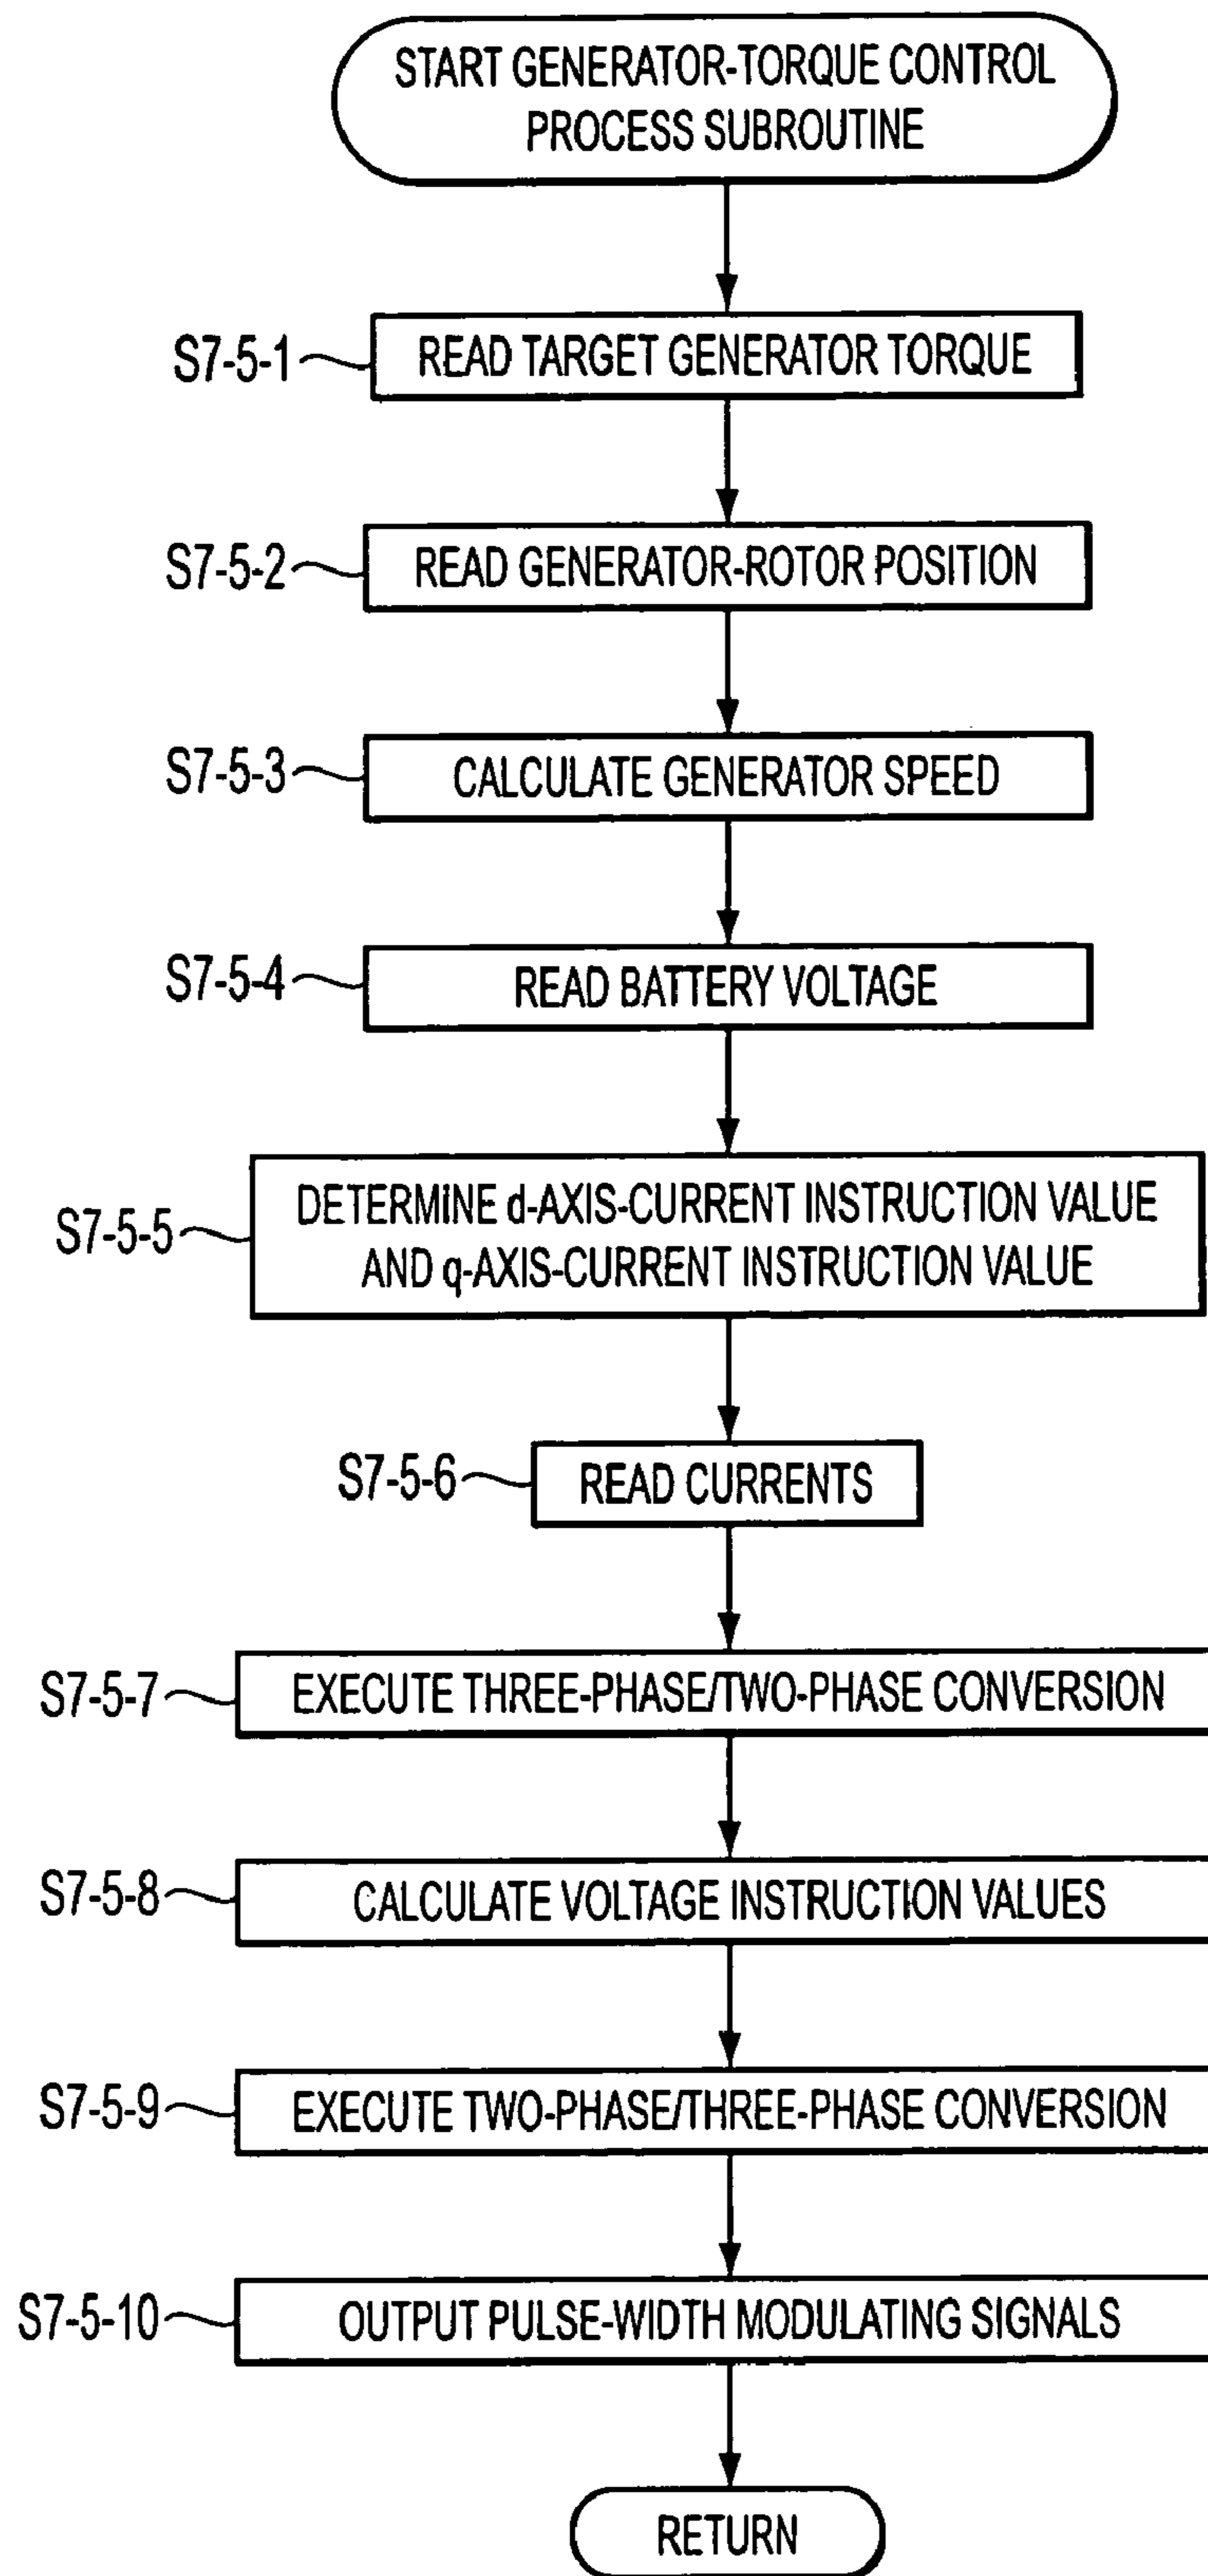 START GENERATOR-TORQUE CONTROL
PROCESS SUBROUTINE
S7-5-1
READ TARGET GENERATOR TORQUE
S7-5-2
READ GENERATOR-ROTOR POSITION
S7-5-3
CALCULATE GENERATOR SPEED
S7-5-4
READ BATTERY VOLTAGE
S7-5-5
DETERMINE d-AXIS-CURRENT INSTRUCTION VALUE
AND q-AXIS-CURRENT INSTRUCTION VALUE
S7-5-6
READ CURRENTS
S7-5-7
EXECUTE THREE-PHASE/TWO-PHASE CONVERSION
S7-5-8
CALCULATE VOLTAGE INSTRUCTION VALUES
S7-5-9
EXECUTE TWO-PHASE/THREE-PHASE CONVERSION
S7-5-10
OUTPUT PULSE-WIDTH MODULATING SIGNALS
RETURN